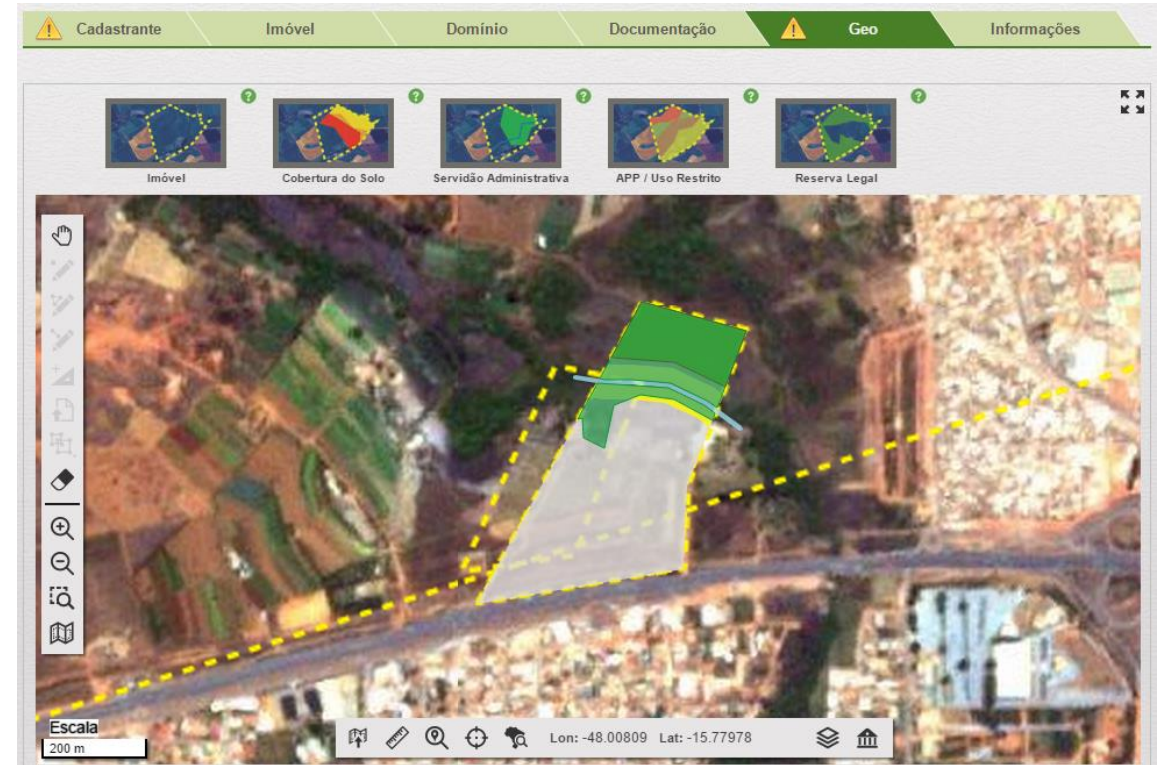 Cadastrante Imóvel Domínio Documentação Geo Informações
Imóvel Cobertura do Solo Servidão Administrativa APP / Uso Restrito Reserva Legal
Escala
200 m
Lon: -48.00809 Lat: -15.77978